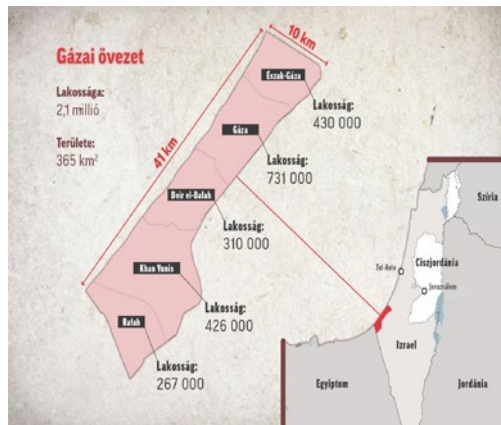 Gázai övezet
Lakossága:
2,1 millió
Területe:
365 km²
10 km
41 km
Észak-Gáza
Lakosság:
430 000
Gáza
Lakosság:
731 000
Deir el-Balah
Lakosság:
310 000
Khan Yunis
Lakosság:
426 000
Rafah
Lakosság:
267 000
Szíria
Ciszjordánia
Tel-Aviv
Jeruzsálem
Izrael
Egyiptom
Jordánia